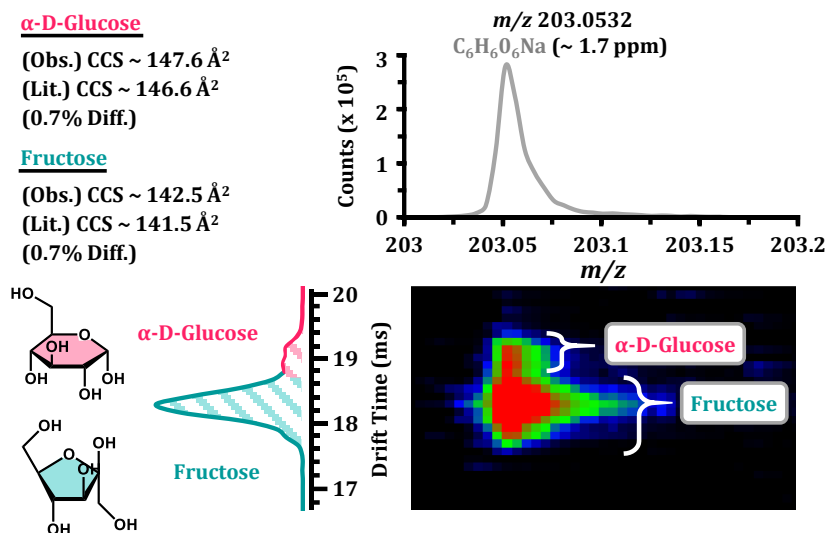 α-D-Glucose
(Obs.) CCS ~ 147.6 Å²
(Lit.) CCS ~ 146.6 Å²
(0.7% Diff.)
Fructose
(Obs.) CCS ~ 142.5 Å²
(Lit.) CCS ~ 141.5 Å²
(0.7% Diff.)
m/z 203.0532
C₆H₆O₆Na (~ 1.7 ppm)
Counts (x 10⁵)
3
2
1
0
203
203.05
203.1
203.15
203.2
m/z
HO
O
HO
OH
OH
OH
OH
α-D-Glucose
20
19
18
17
Drift Time (ms)
HO
OH
O
OH
OH
OH
Fructose
α-D-Glucose
Fructose